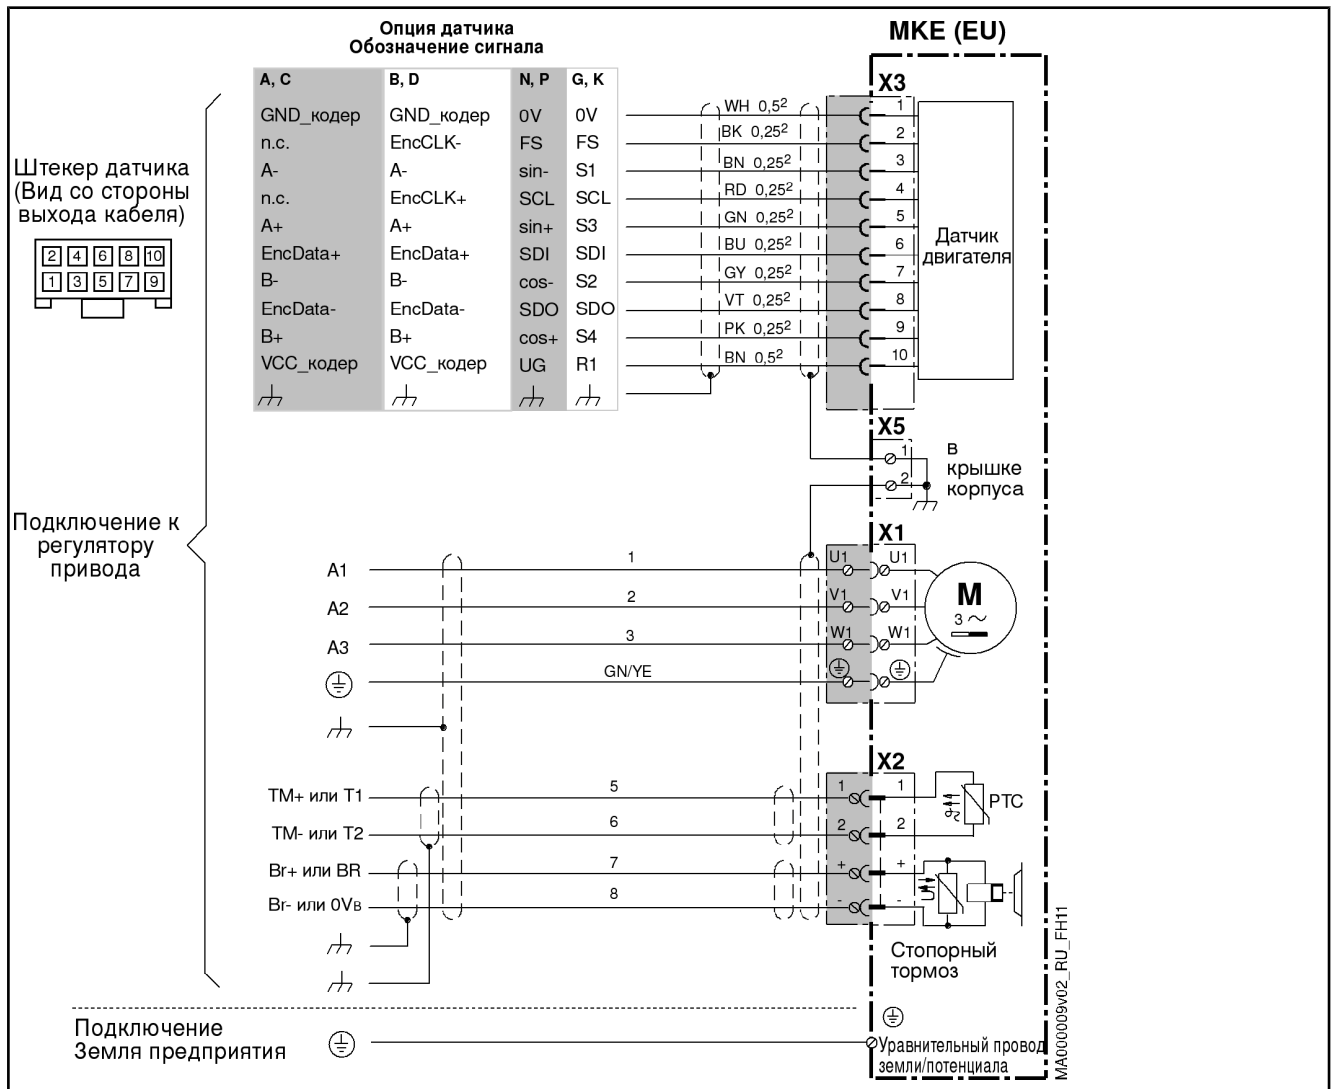 Опция датчика
Обозначение сигнала
MKE (EU)
A, C B, D N, P G, K
GND_кодер GND_кодер 0V 0V
n.c. EncCLK- FS FS
A- A- sin- S1
n.c. EncCLK+ SCL SCL
A+ A+ sin+ S3
EncData+ EncData+ SDI SDI
B- B- cos- S2
EncData- EncData- SDO SDO
B+ B+ cos+ S4
VCC_кодер VCC_кодер UG R1
Штекер датчика
(Вид со стороны
выхода кабеля)
2 4 6 8 10
1 3 5 7 9
X3
WH 0,5² 1
BK 0,25² 2
BN 0,25² 3
RD 0,25² 4
GN 0,25² 5
BU 0,25² 6
GY 0,25² 7
VT 0,25² 8
PK 0,25² 9
BN 0,5² 10
Датчик
двигателя
X5
1
2
в
крышке
корпуса
Подключение к
регулятору
привода
X1
A1 1 U1 U1
A2 2 V1 V1
A3 3 W1 W1
GN/YE
M
3 ~
X2
TM+ или T1 5 1 1
TM- или T2 6 2 2
Br+ или BR 7 + +
Br- или 0VB 8 - -
PTC
ϑ
U
Стопорный
тормоз
Подключение
Земля предприятия
Уравнительный провод
земли/потенциала
MA000009v02_RU_FH11